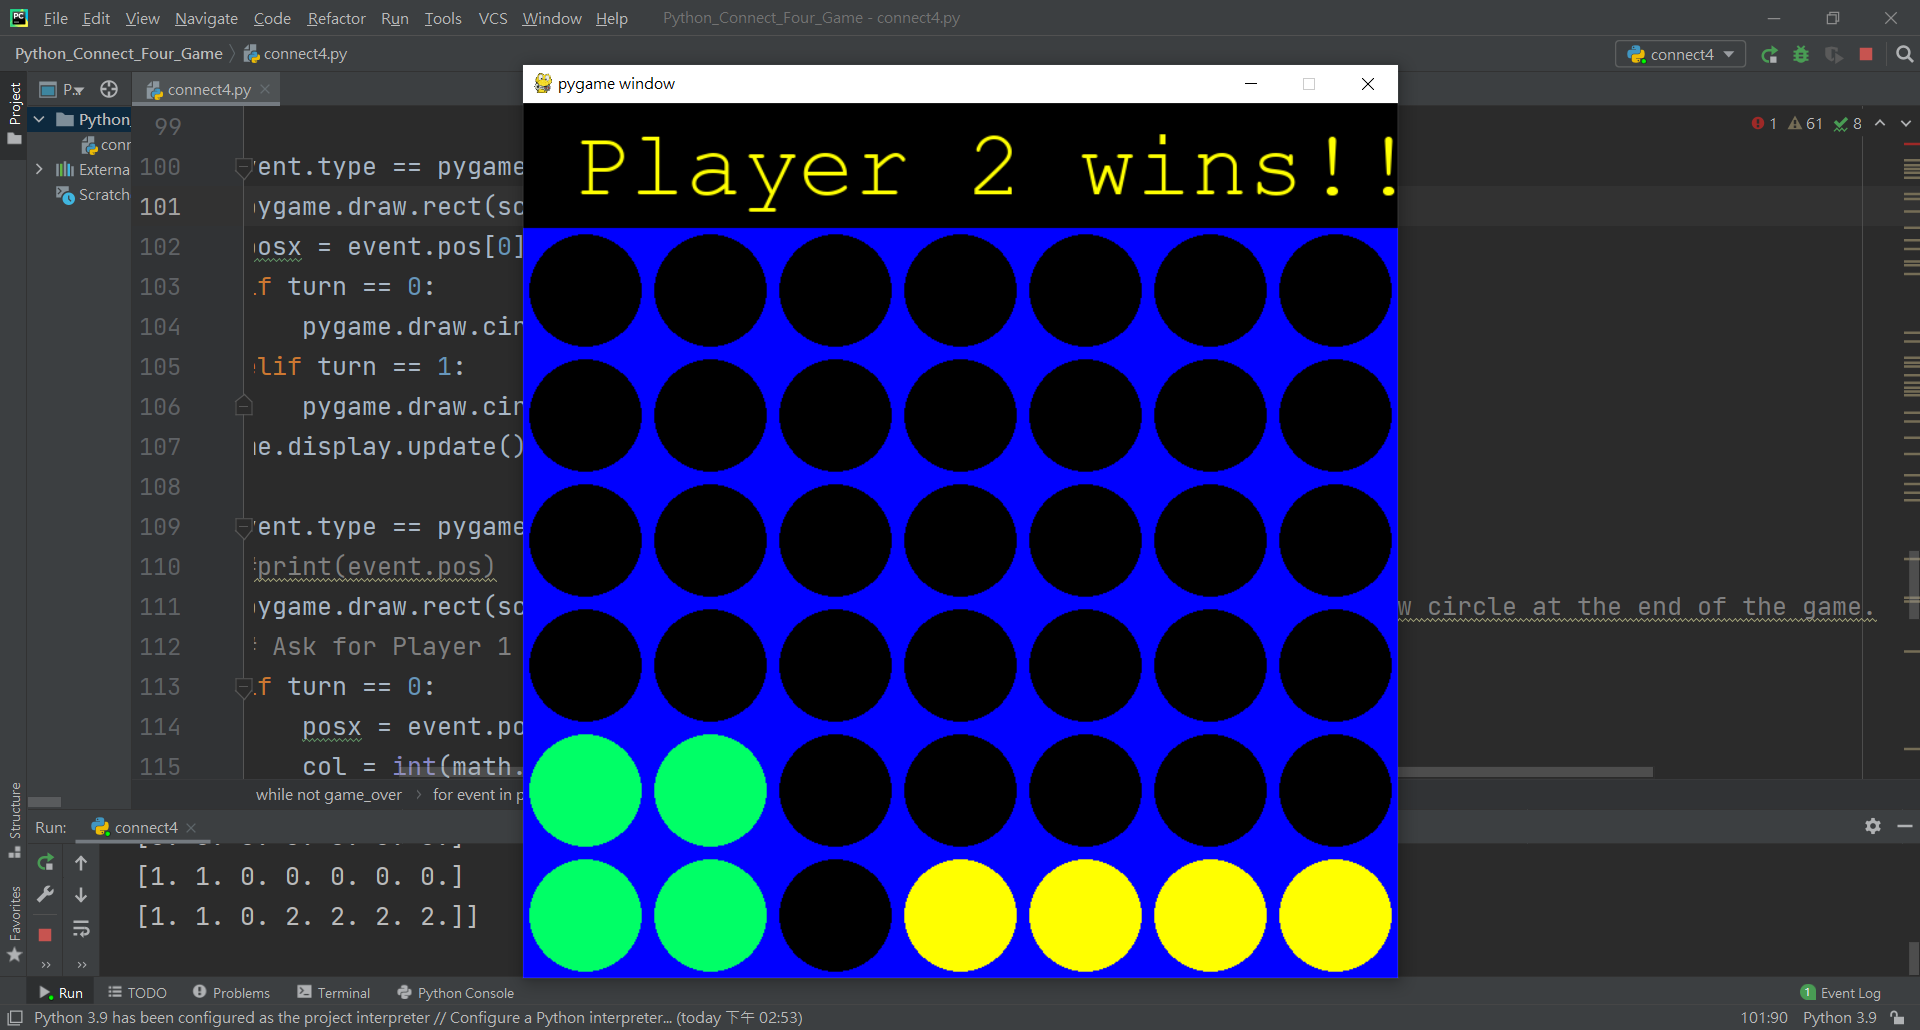 File Edit View Navigate Code Refactor Run Tools VCS Window Help Python_Connect_Four_Game - connect4.py
Python_Connect_Four_Game connect4.py connect4
Project
P... connect4.py
pygame window
Python_
conn
Externa
Scratch
1 61 8
Player 2 wins!!
99
100 vent.type == pygame
101 ygame.draw.rect(sc
102 osx = event.pos[0]
103 if turn == 0:
104 pygame.draw.cir
105 elif turn == 1:
106 pygame.draw.cir
107 e.display.update()
108
109 vent.type == pygame
110 print(event.pos)
111 ygame.draw.rect(sc w circle at the end of the game.
112 Ask for Player 1
113 if turn == 0:
114 posx = event.po
115 col = int(math.
while not game_over for event in p
Structure
Favorites
Run: connect4
[1. 1. 0. 0. 0. 0. 0.]
[1. 1. 0. 2. 2. 2. 2.]]
Run TODO Problems Terminal Python Console 1 Event Log
Python 3.9 has been configured as the project interpreter // Configure a Python interpreter... (today 下午 02:53) 101:90 Python 3.9